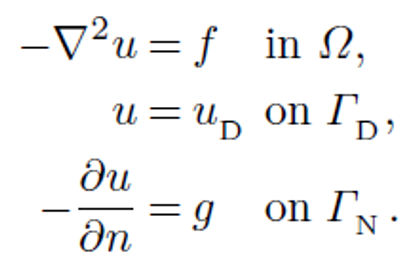 −∇²u = f in Ω,
u = u_D on Γ_D,
−∂u/∂n = g on Γ_N.